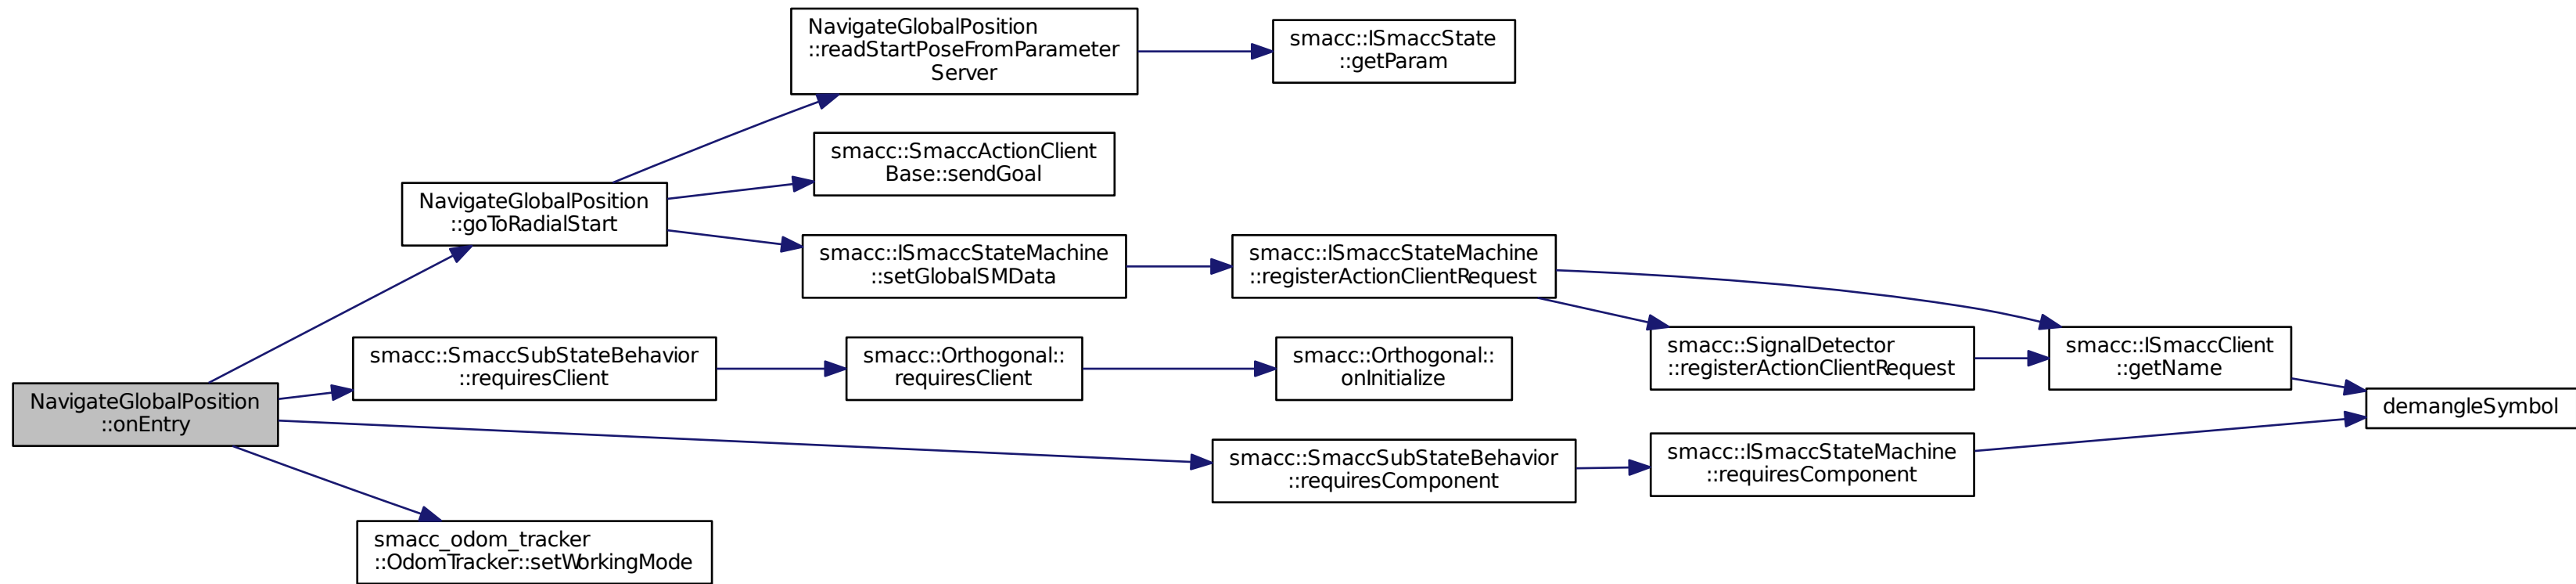 NavigateGlobalPosition
::readStartPoseFromParameter
Server
smacc::ISmaccState
::getParam
smacc::SmaccActionClient
Base::sendGoal
NavigateGlobalPosition
::goToRadialStart
smacc::ISmaccStateMachine
::setGlobalSMData
smacc::ISmaccStateMachine
::registerActionClientRequest
smacc::SmaccSubStateBehavior
::requiresClient
smacc::Orthogonal::
requiresClient
smacc::Orthogonal::
onInitialize
smacc::SignalDetector
::registerActionClientRequest
smacc::ISmaccClient
::getName
NavigateGlobalPosition
::onEntry
demangleSymbol
smacc::SmaccSubStateBehavior
::requiresComponent
smacc::ISmaccStateMachine
::requiresComponent
smacc_odom_tracker
::OdomTracker::setWorkingMode